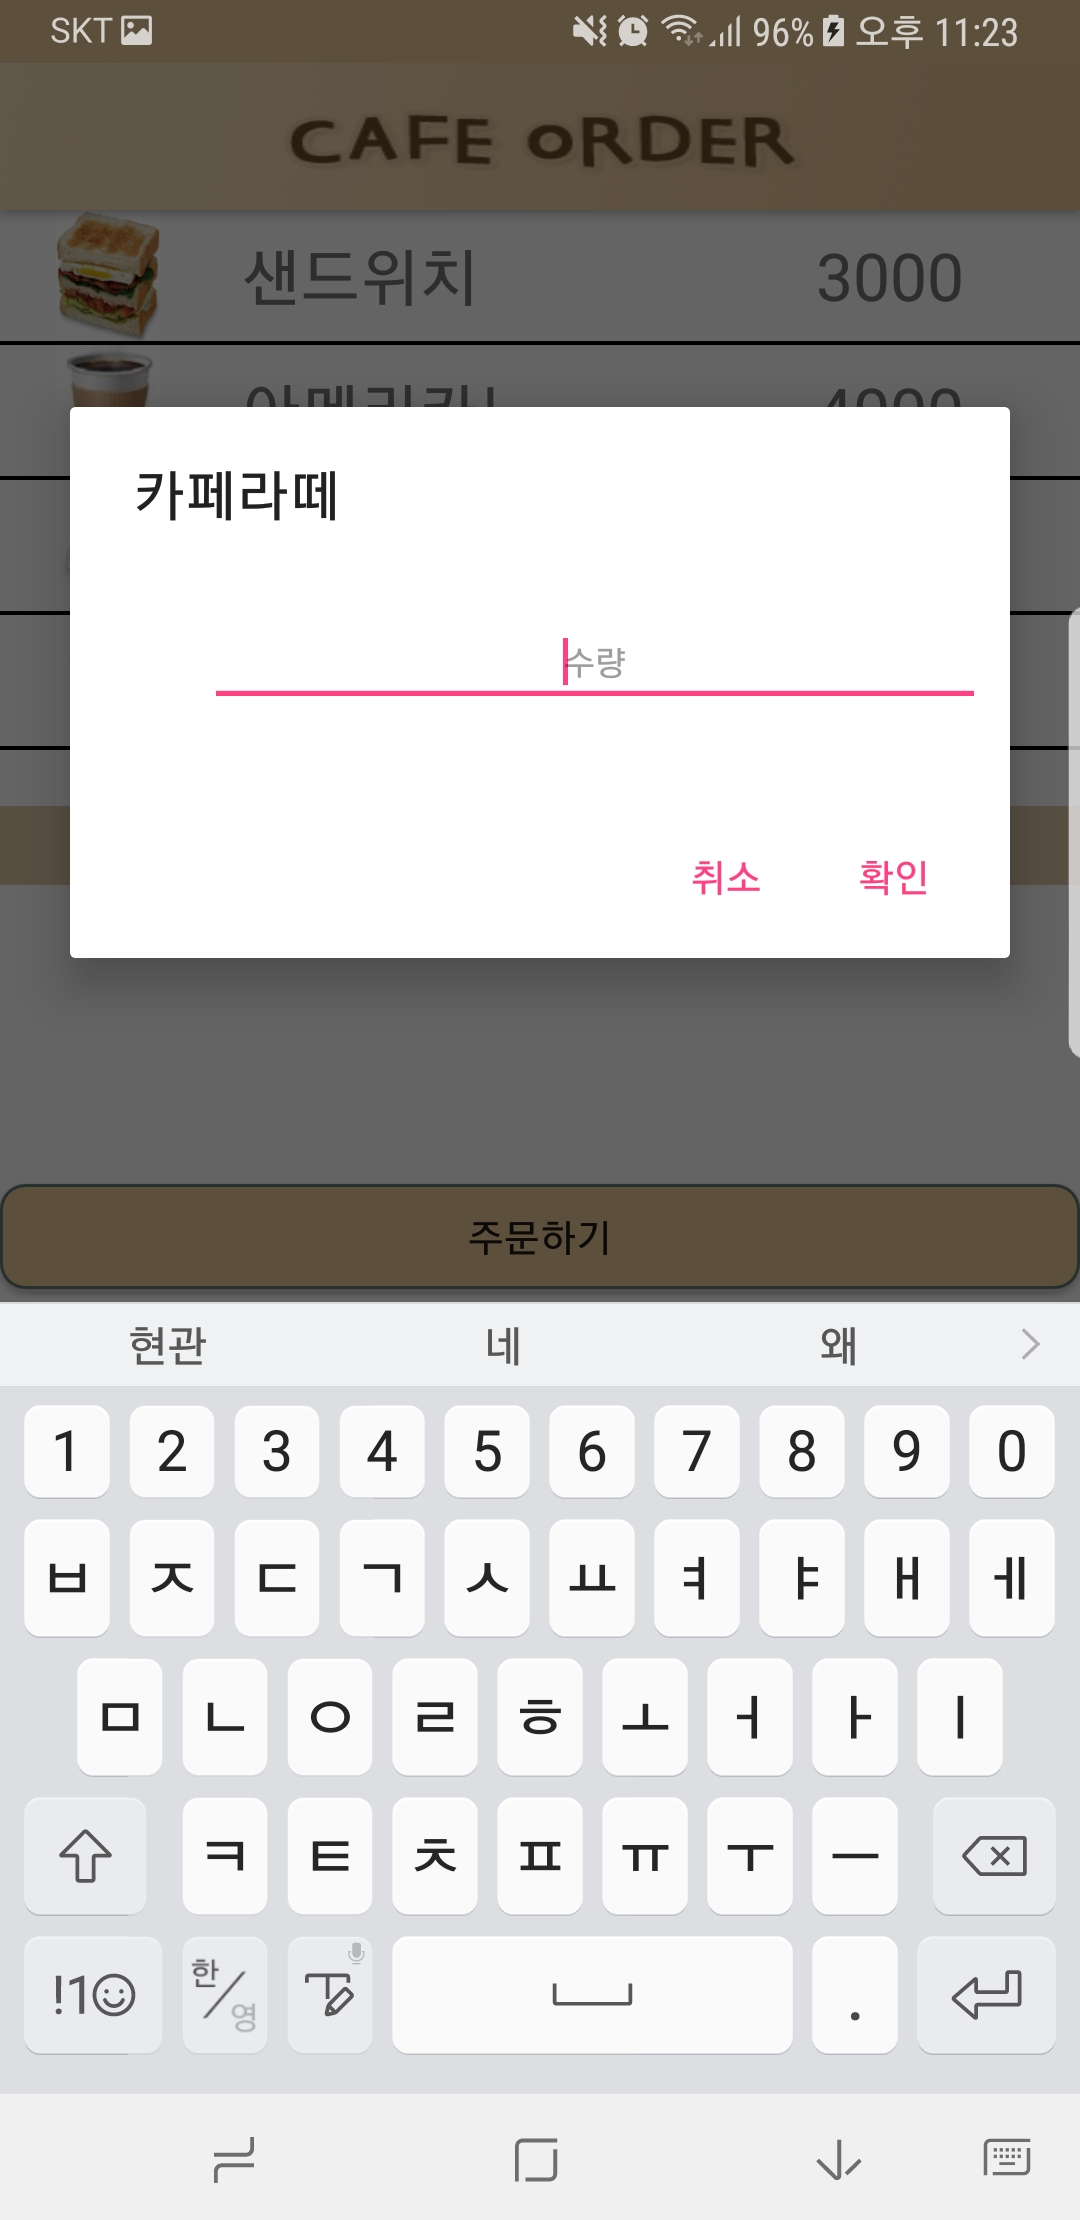 SKT 96% 오후 11:23
CAFE oRDER
샌드위치 3000
카페라떼
수량
취소 확인
주문하기
현관 네 왜
1 2 3 4 5 6 7 8 9 0
ㅂ ㅈ ㄷ ㄱ ㅅ ㅛ ㅕ ㅑ ㅐ ㅔ
ㅁ ㄴ ㅇ ㄹ ㅎ ㅗ ㅓ ㅏ ㅣ
ㅋ ㅌ ㅊ ㅍ ㅠ ㅜ ㅡ
!1 한/영 .